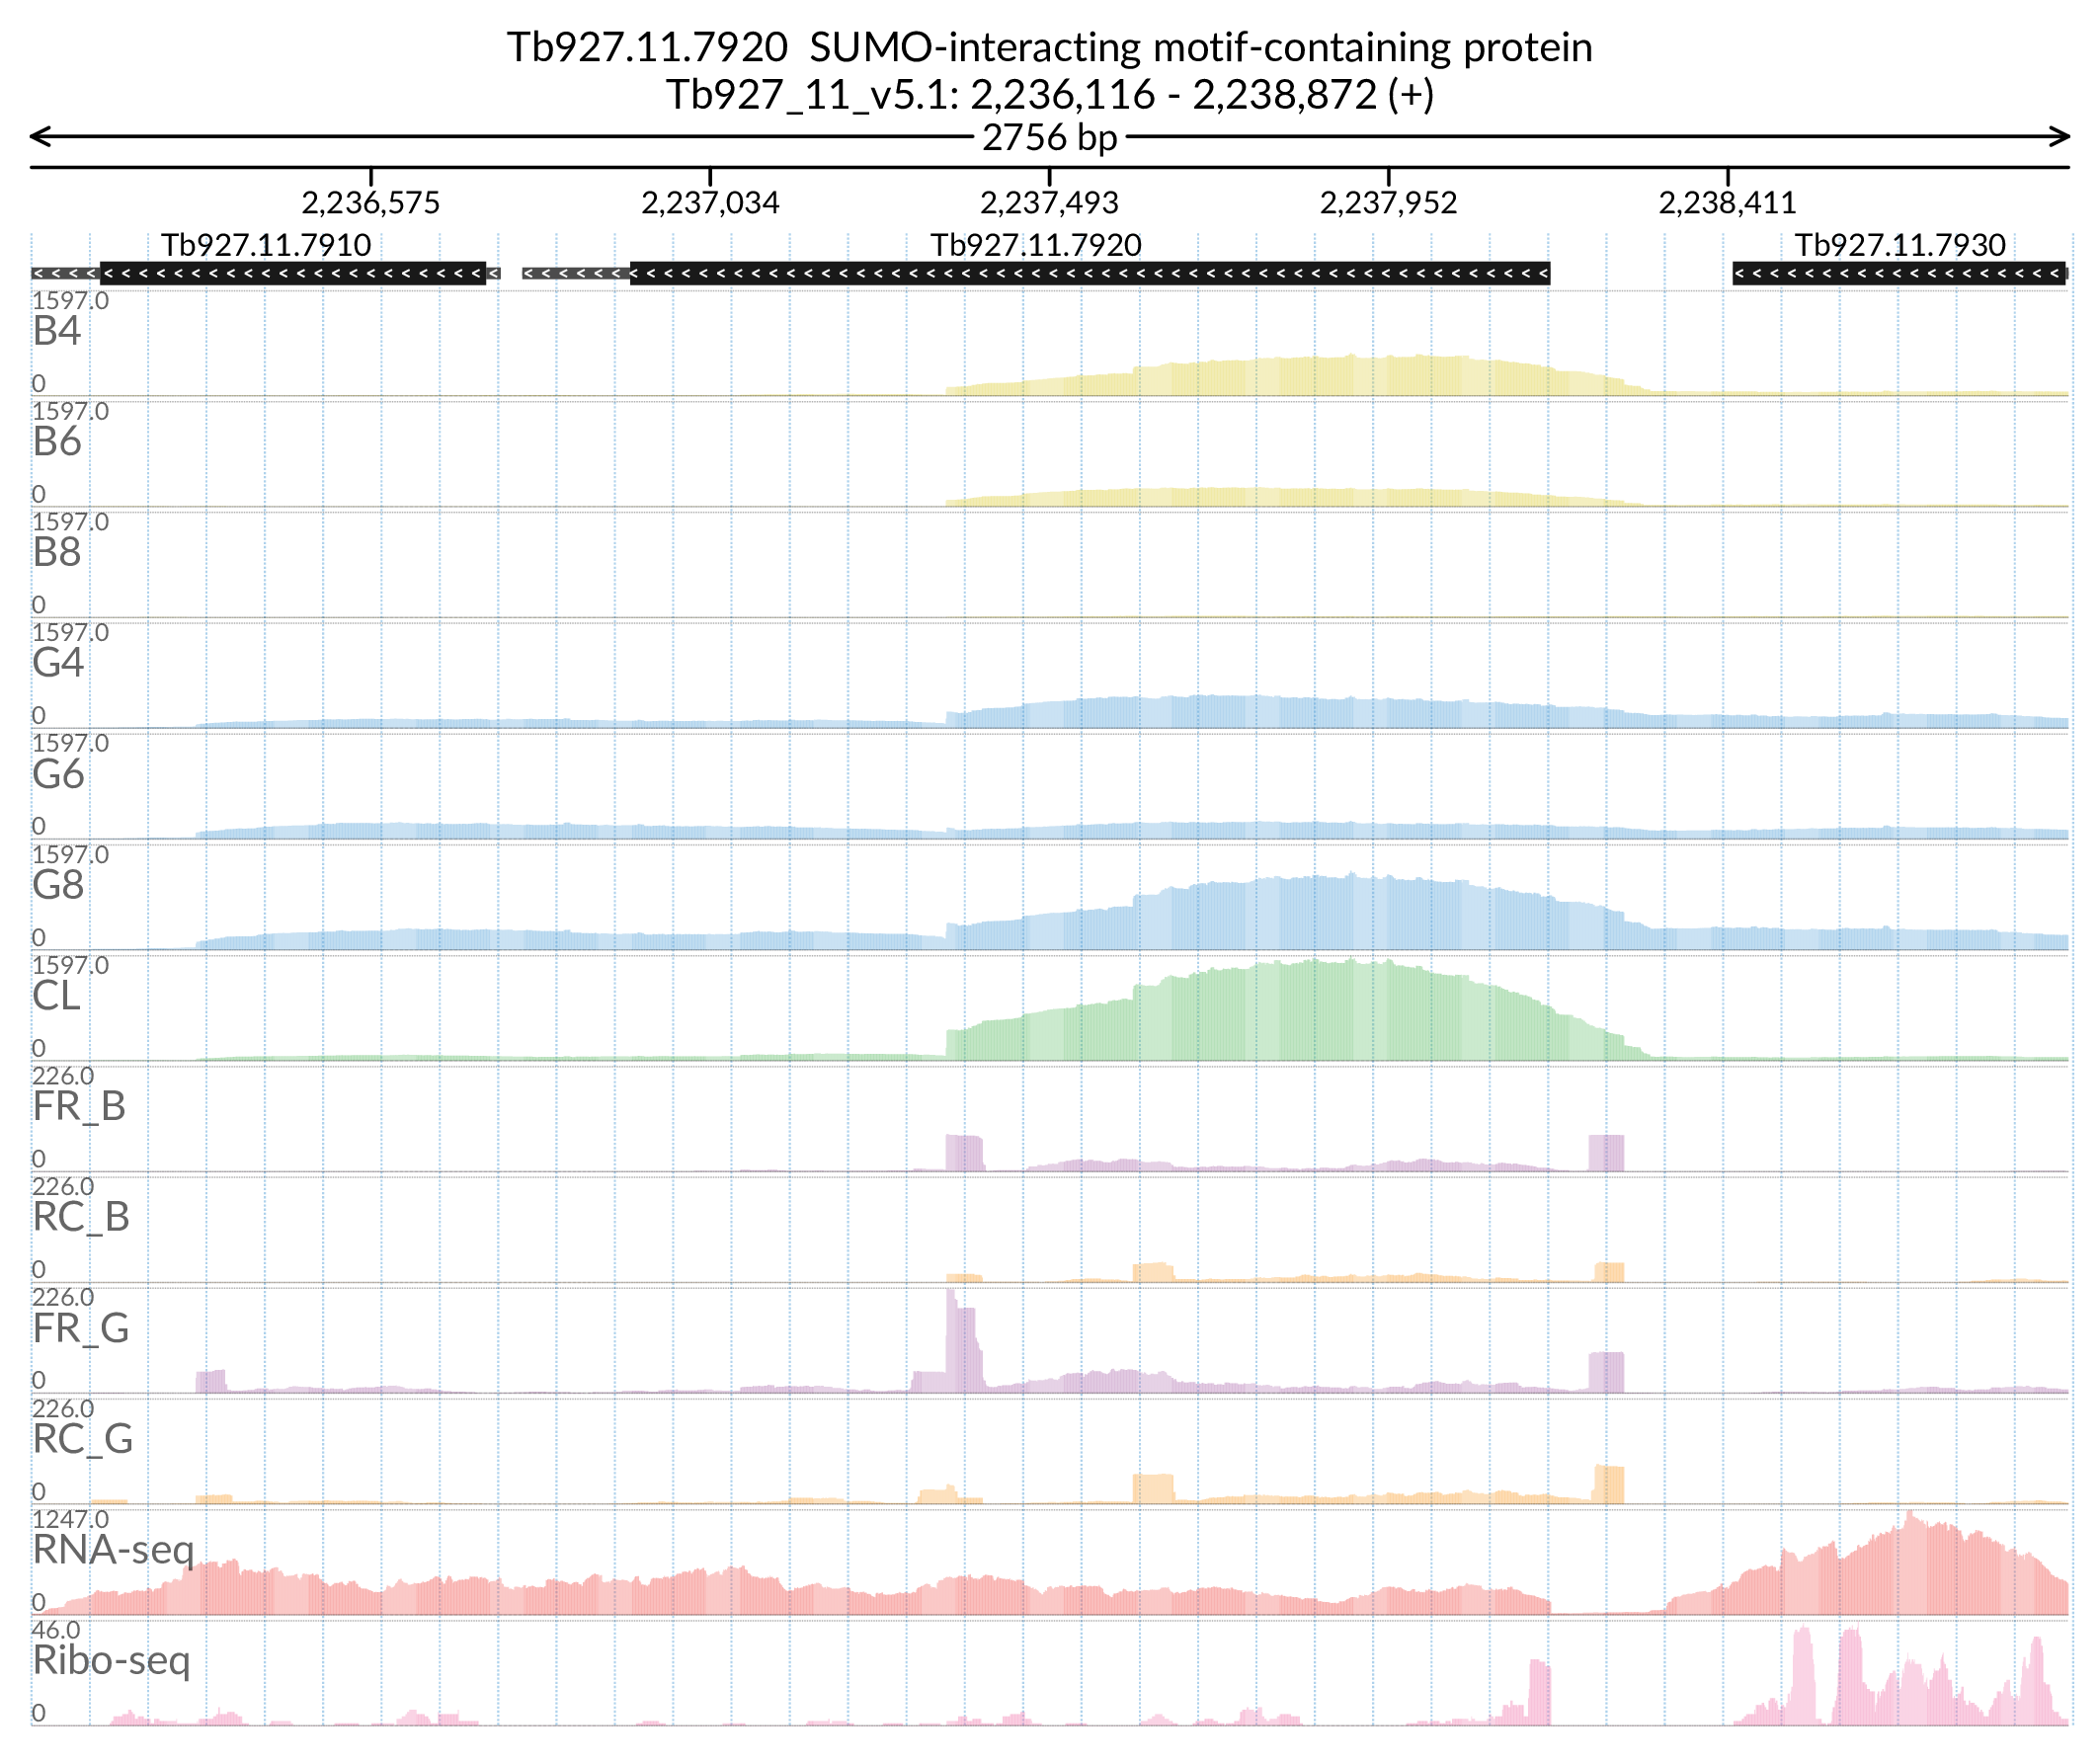 Tb927.11.7920 SUMO-interacting motif-containing protein
Tb927_11_v5.1: 2,236,116 - 2,238,872 (+)
2756 bp
2,236,575 2,237,034 2,237,493 2,237,952 2,238,411
Tb927.11.7910 Tb927.11.7920 Tb927.11.7930
1597.0
B4
0
1597.0
B6
0
1597.0
B8
0
1597.0
G4
0
1597.0
G6
0
1597.0
G8
0
1597.0
CL
0
226.0
FR_B
0
226.0
RC_B
0
226.0
FR_G
0
226.0
RC_G
0
1247.0
RNA-seq
0
46.0
Ribo-seq
0